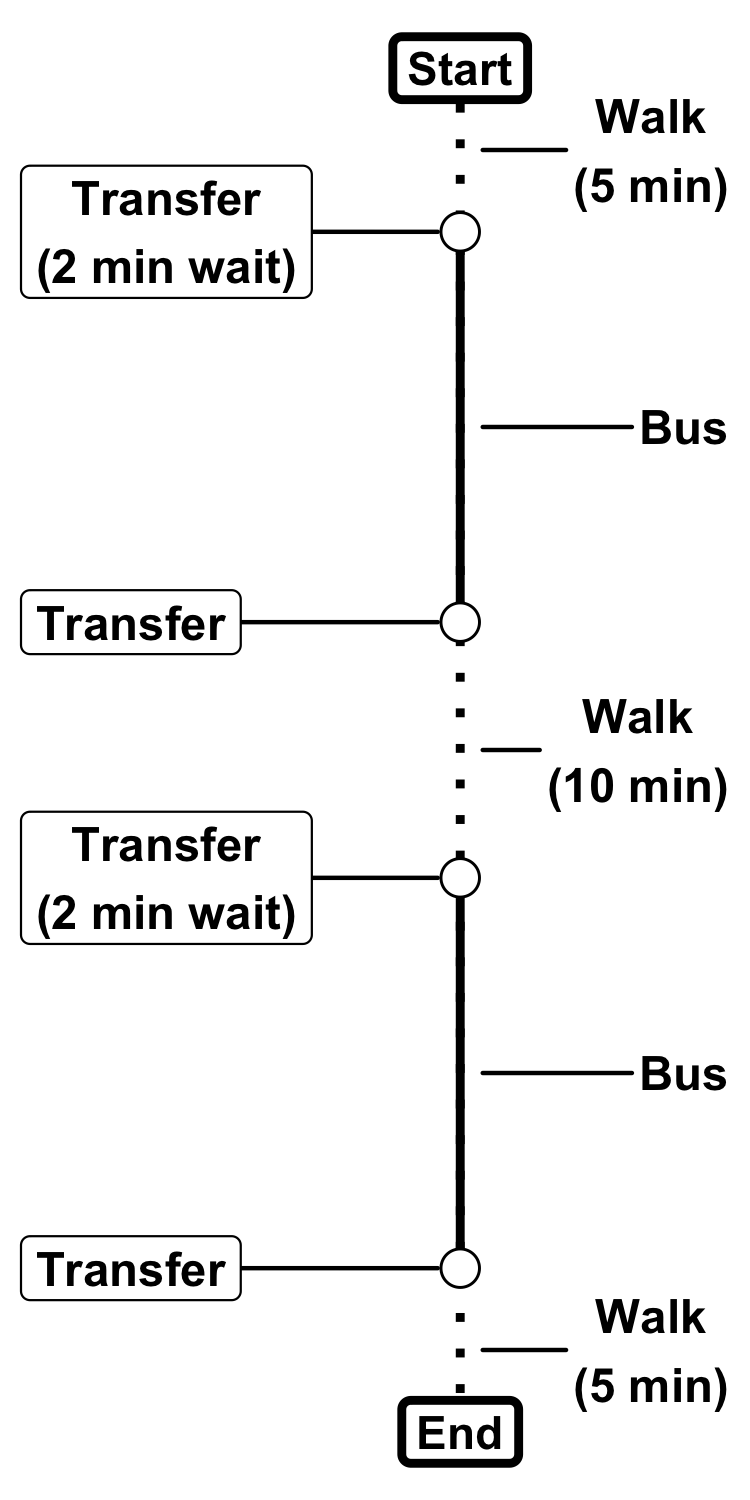 Start
Walk
(5 min)
Transfer
(2 min wait)
Bus
Transfer
Walk
(10 min)
Transfer
(2 min wait)
Bus
Transfer
Walk
(5 min)
End